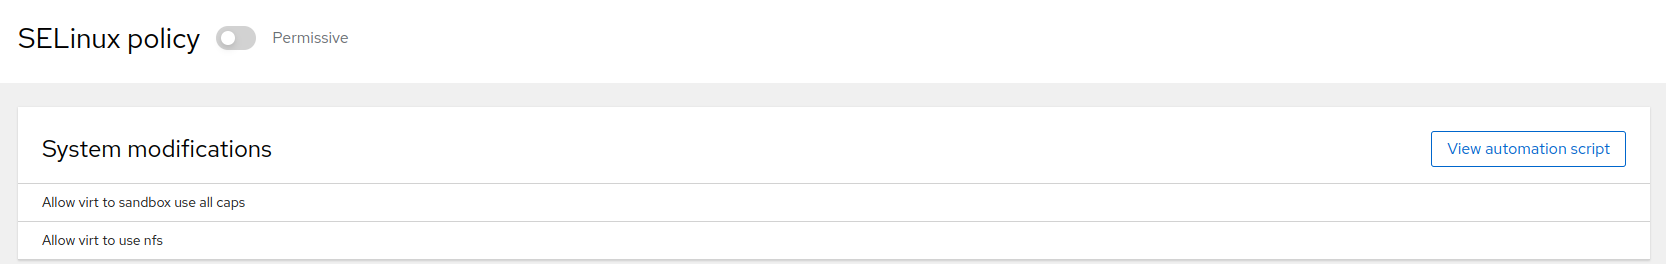 SELinux policy Permissive
System modifications View automation script
Allow virt to sandbox use all caps
Allow virt to use nfs